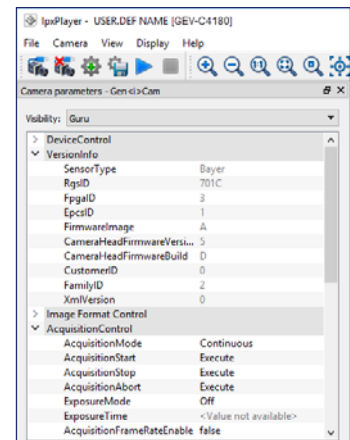 IpxPlayer - USER.DEF NAME [GEV-C4180]
File Camera View Display Help
Camera parameters - Gen<i>Cam
Visibility: Guru
DeviceControl
VersionInfo
SensorType Bayer
RgsID 701C
FpgaID 3
EpcsID 1
FirmwareImage A
CameraHeadFirmwareVersi... 5
CameraHeadFirmwareBuild D
CustomerID 0
FamilyID 2
XmlVersion 0
Image Format Control
AcquisitionControl
AcquisitionMode Continuous
AcquisitionStart Execute
AcquisitionStop Execute
AcquisitionAbort Execute
ExposureMode Off
ExposureTime <Value not available>
AcquisitionFrameRateEnable false